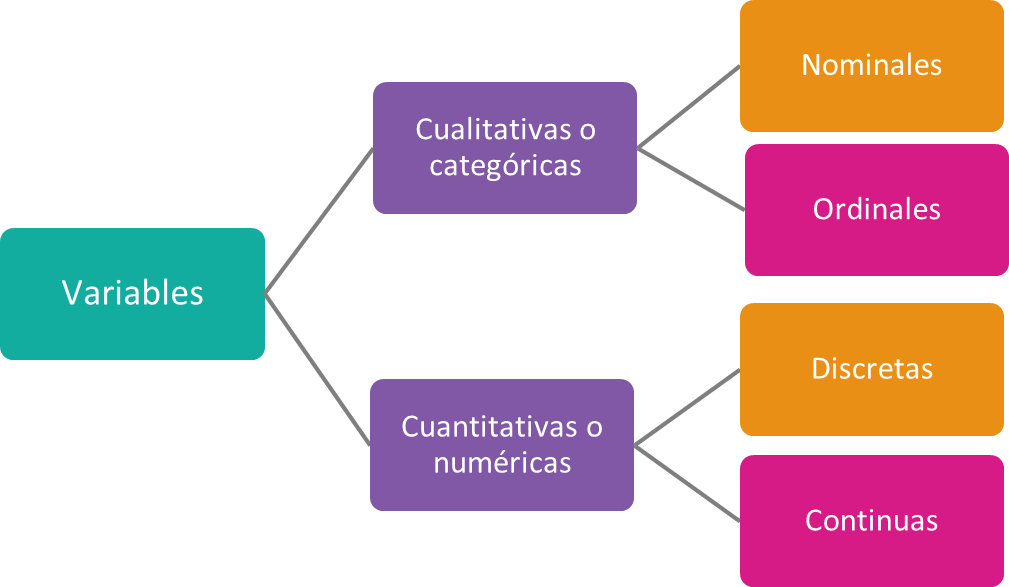 Variables
Cualitativas o
categóricas
Nominales
Ordinales
Cuantitativas o
numéricas
Discretas
Continuas